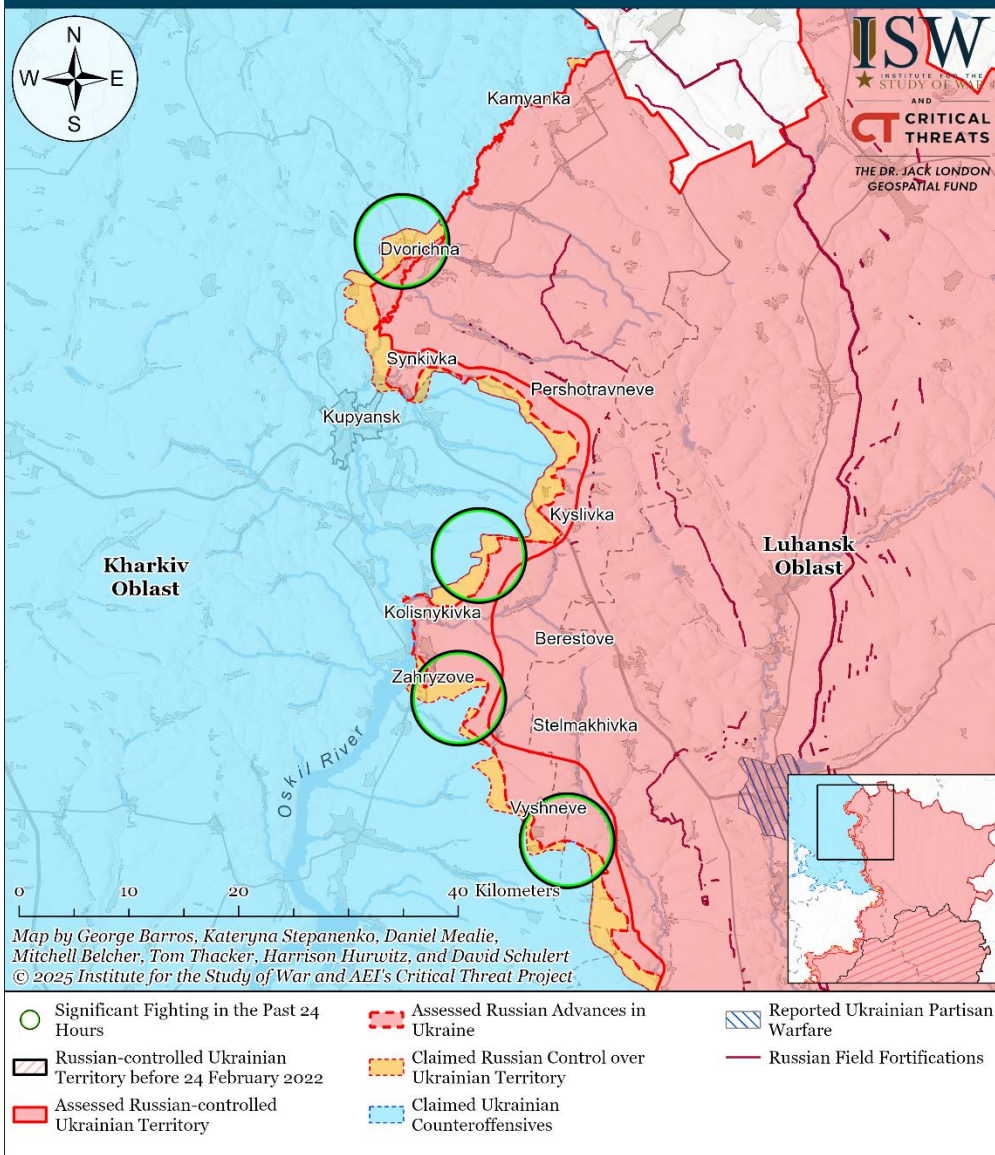 N
W E
S
ISW
INSTITUTE FOR THE
STUDY OF WAR
AND
CT CRITICAL
THREATS
THE DR. JACK LONDON
GEOSPATIAL FUND
Kamyanka
Dvorichna
Synkivka
Pershotravneve
Kupyansk
Kyslivka
Kharkiv
Oblast
Luhansk
Oblast
Kolisnykivka
Berestove
Zahryzove
Stelmakhivka
Oskil River
Vyshneve
0 10 20 40 Kilometers
Map by George Barros, Kateryna Stepanenko, Daniel Mealie,
Mitchell Belcher, Tom Thacker, Harrison Hurwitz, and David Schulert
© 2025 Institute for the Study of War and AEI's Critical Threat Project
Significant Fighting in the Past 24
Hours
Russian-controlled Ukrainian
Territory before 24 February 2022
Assessed Russian-controlled
Ukrainian Territory
Assessed Russian Advances in
Ukraine
Claimed Russian Control over
Ukrainian Territory
Claimed Ukrainian
Counteroffensives
Reported Ukrainian Partisan
Warfare
Russian Field Fortifications